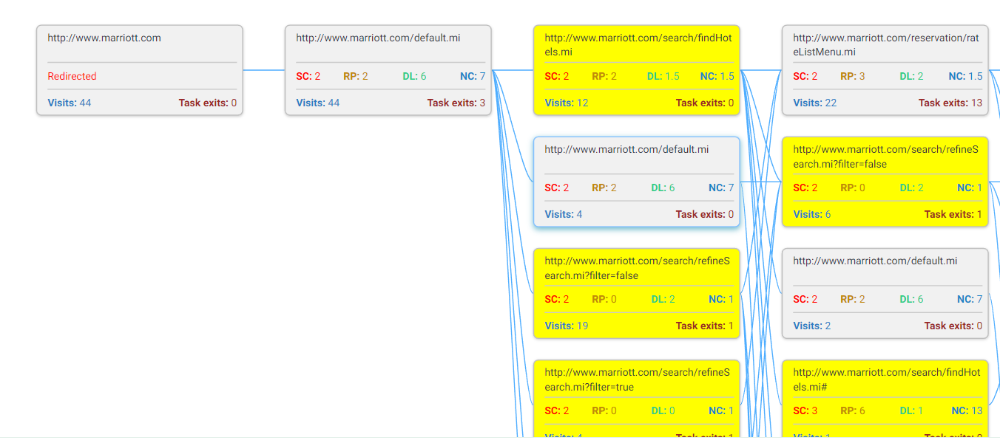 http://www.marriott.com
Redirected
Visits: 44 Task exits: 0
http://www.marriott.com/default.mi
SC: 2 RP: 2 DL: 6 NC: 7
Visits: 44 Task exits: 3
http://www.marriott.com/search/findHot
els.mi
SC: 2 RP: 2 DL: 1.5 NC: 1.5
Visits: 12 Task exits: 0
http://www.marriott.com/default.mi
SC: 2 RP: 2 DL: 6 NC: 7
Visits: 4 Task exits: 0
http://www.marriott.com/search/refineS
earch.mi?filter=false
SC: 2 RP: 0 DL: 2 NC: 1
Visits: 19 Task exits: 1
http://www.marriott.com/search/refineS
earch.mi?filter=true
SC: 2 RP: 0 DL: 0 NC: 1
Visits: 4 Task exits: 1
http://www.marriott.com/reservation/rat
eListMenu.mi
SC: 2 RP: 3 DL: 2 NC: 1.5
Visits: 22 Task exits: 13
http://www.marriott.com/search/refineS
earch.mi?filter=false
SC: 2 RP: 0 DL: 2 NC: 1
Visits: 6 Task exits: 1
http://www.marriott.com/default.mi
SC: 2 RP: 2 DL: 6 NC: 7
Visits: 2 Task exits: 0
http://www.marriott.com/search/findHot
els.mi#
SC: 3 RP: 6 DL: 1 NC: 13
Visits: 1 Task exits: 0